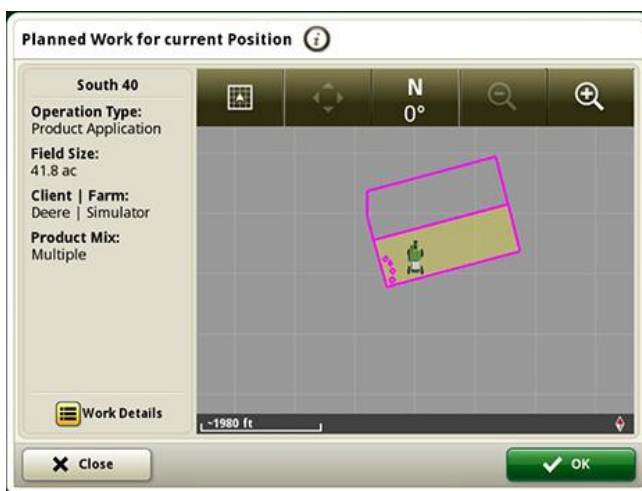 Planned Work for current Position
South 40
Operation Type:
Product Application
Field Size:
41.8 ac
Client | Farm:
Deere | Simulator
Product Mix:
Multiple
Work Details
N
0°
~1980 ft
Close
OK